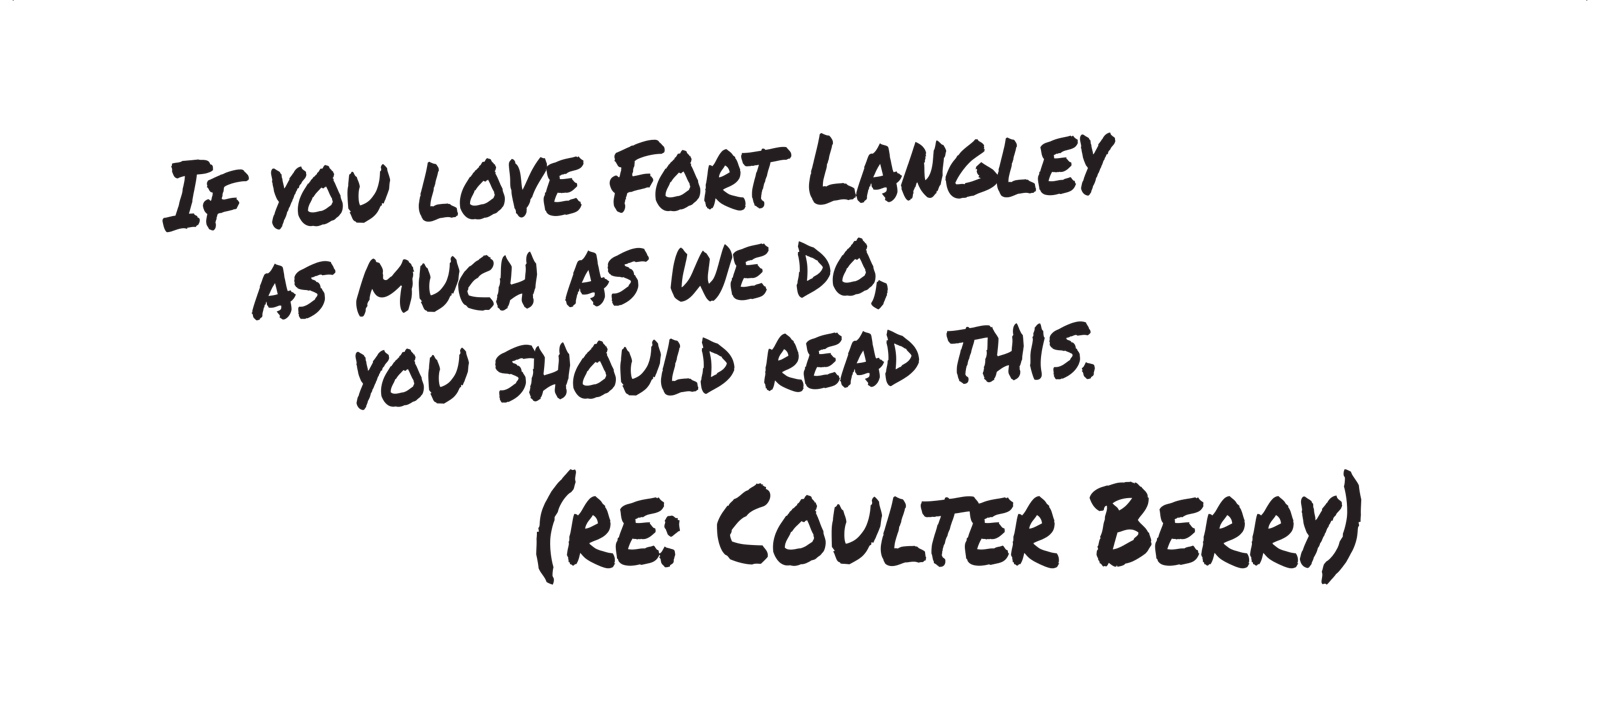 If you love Fort Langley
as much as we do,
you should read this.
(re: Coulter Berry)